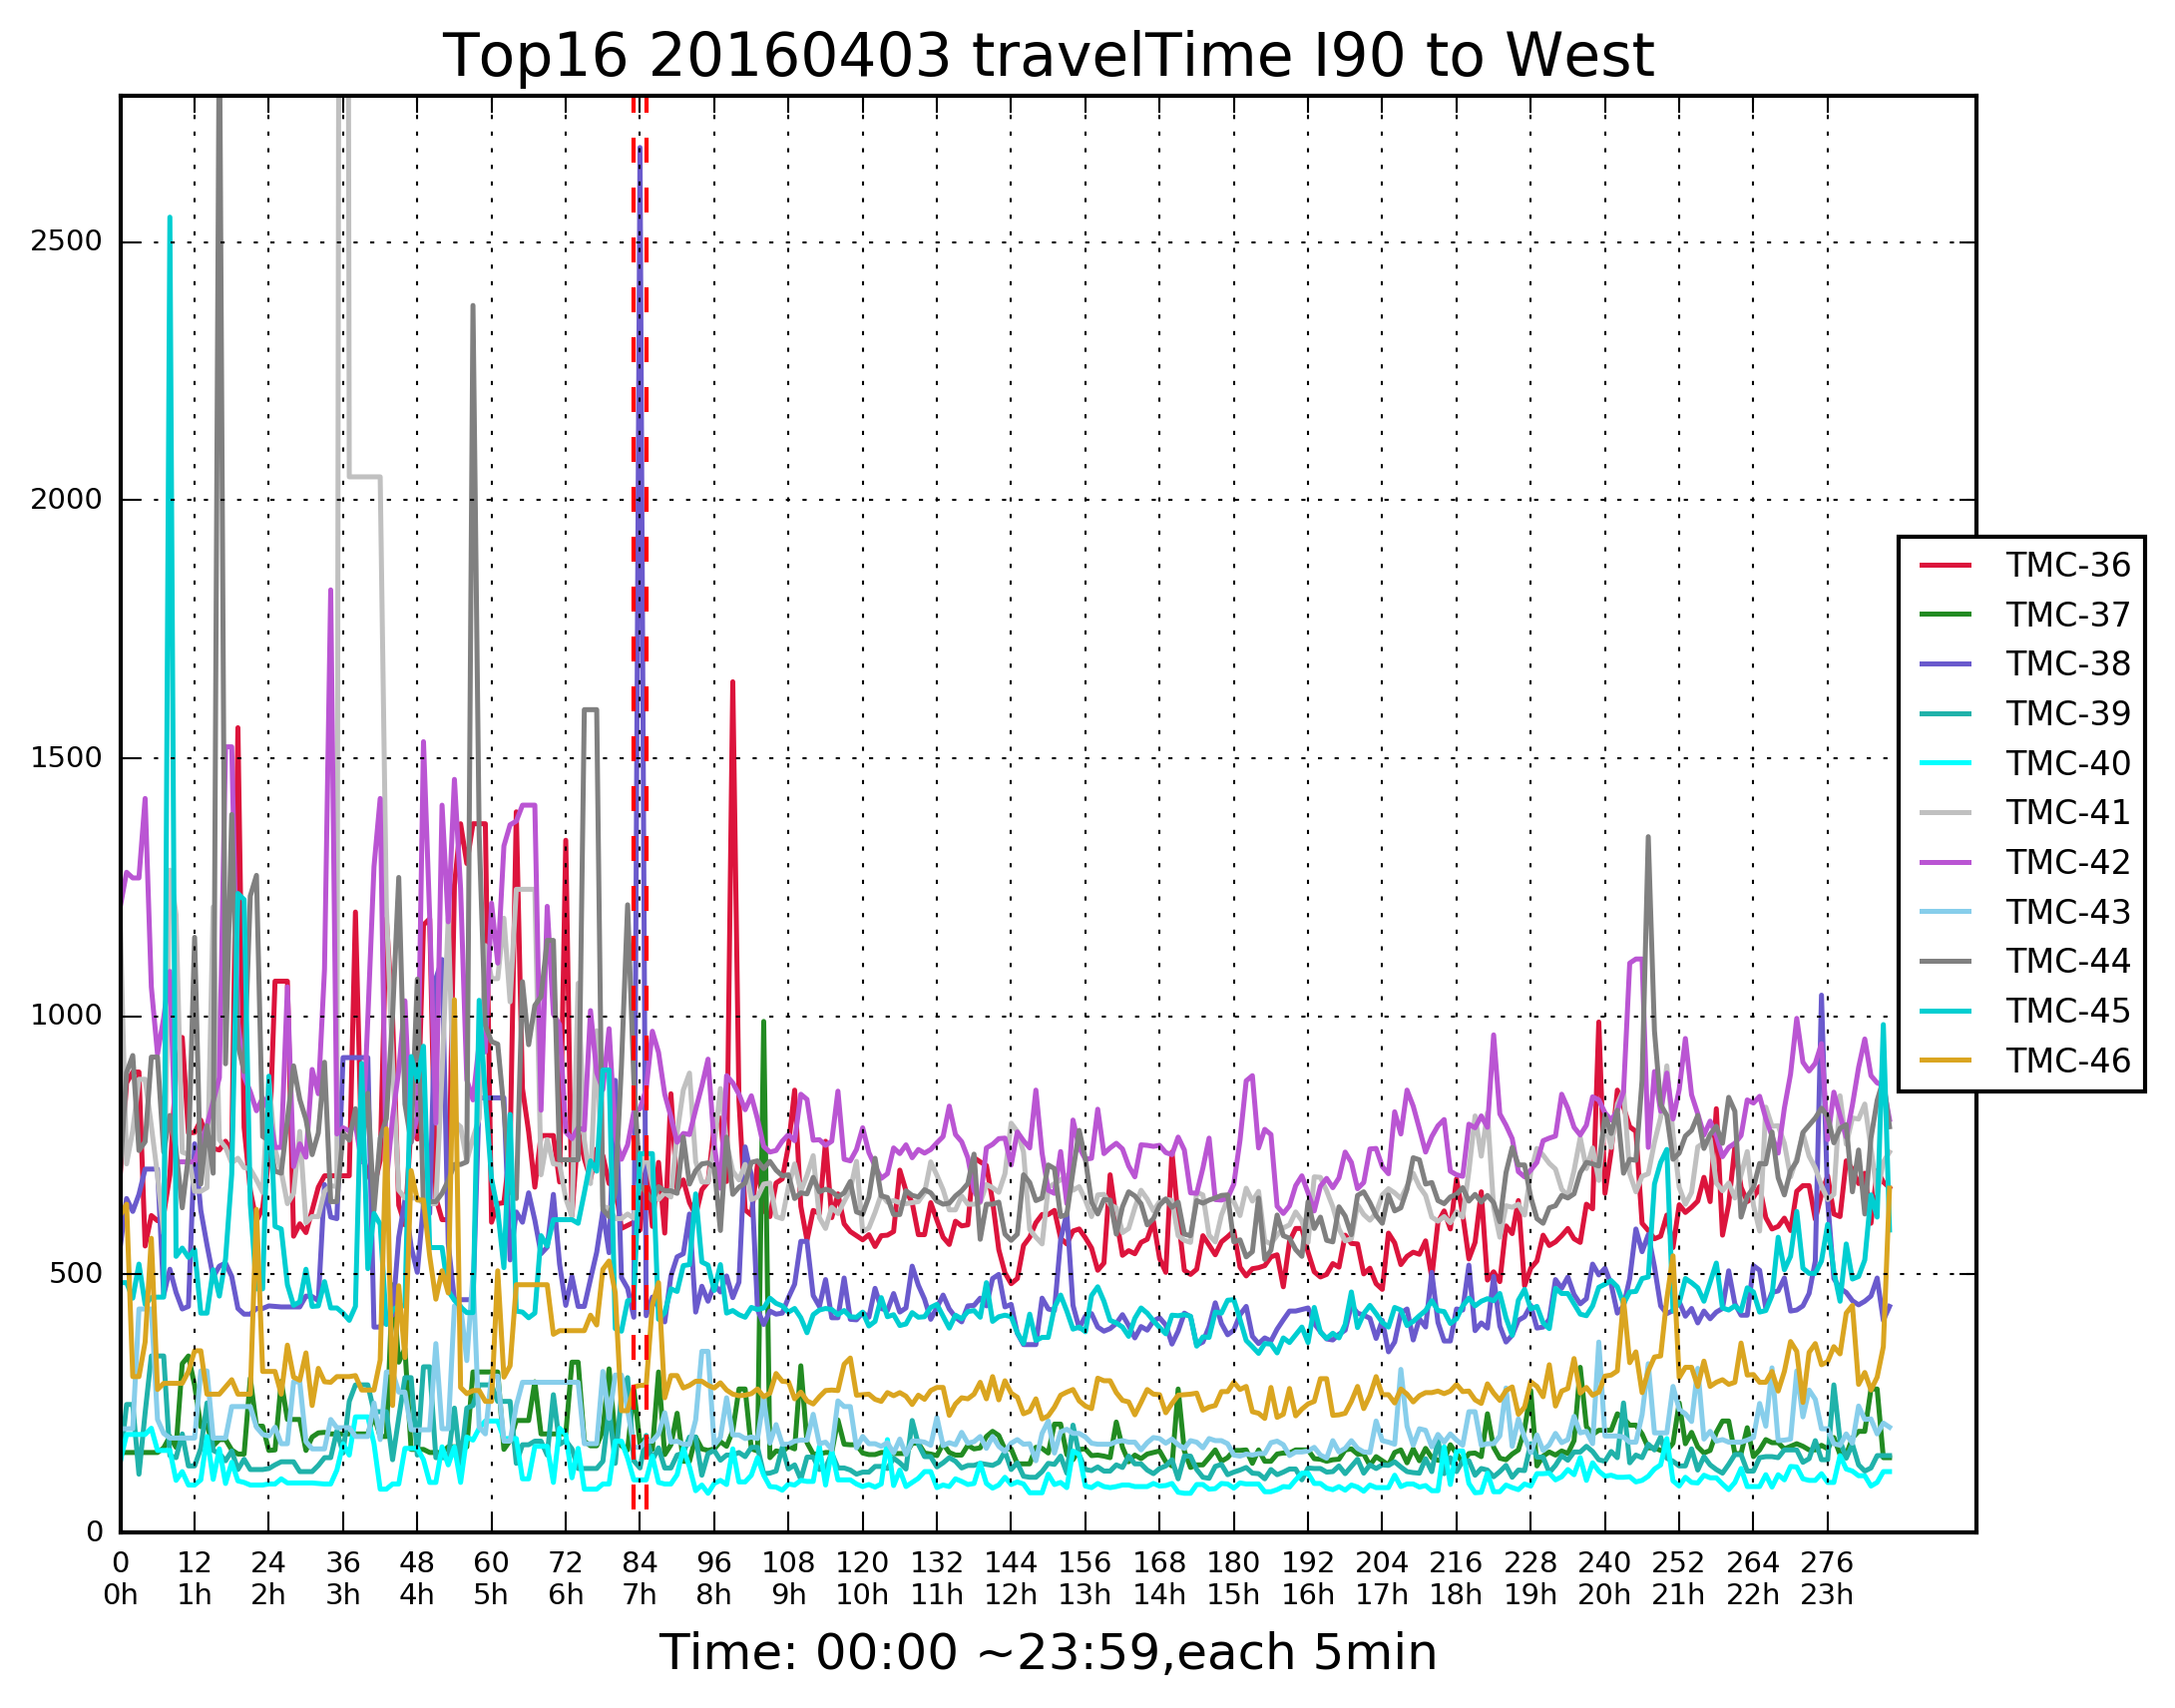 Top16 20160403 travelTime I90 to West
2500
2000
1500
1000
500
0
TMC-36
TMC-37
TMC-38
TMC-39
TMC-40
TMC-41
TMC-42
TMC-43
TMC-44
TMC-45
TMC-46
0 12 24 36 48 60 72 84 96 108 120 132 144 156 168 180 192 204 216 228 240 252 264 276
0h 1h 2h 3h 4h 5h 6h 7h 8h 9h 10h 11h 12h 13h 14h 15h 16h 17h 18h 19h 20h 21h 22h 23h
Time: 00:00 ~23:59,each 5min